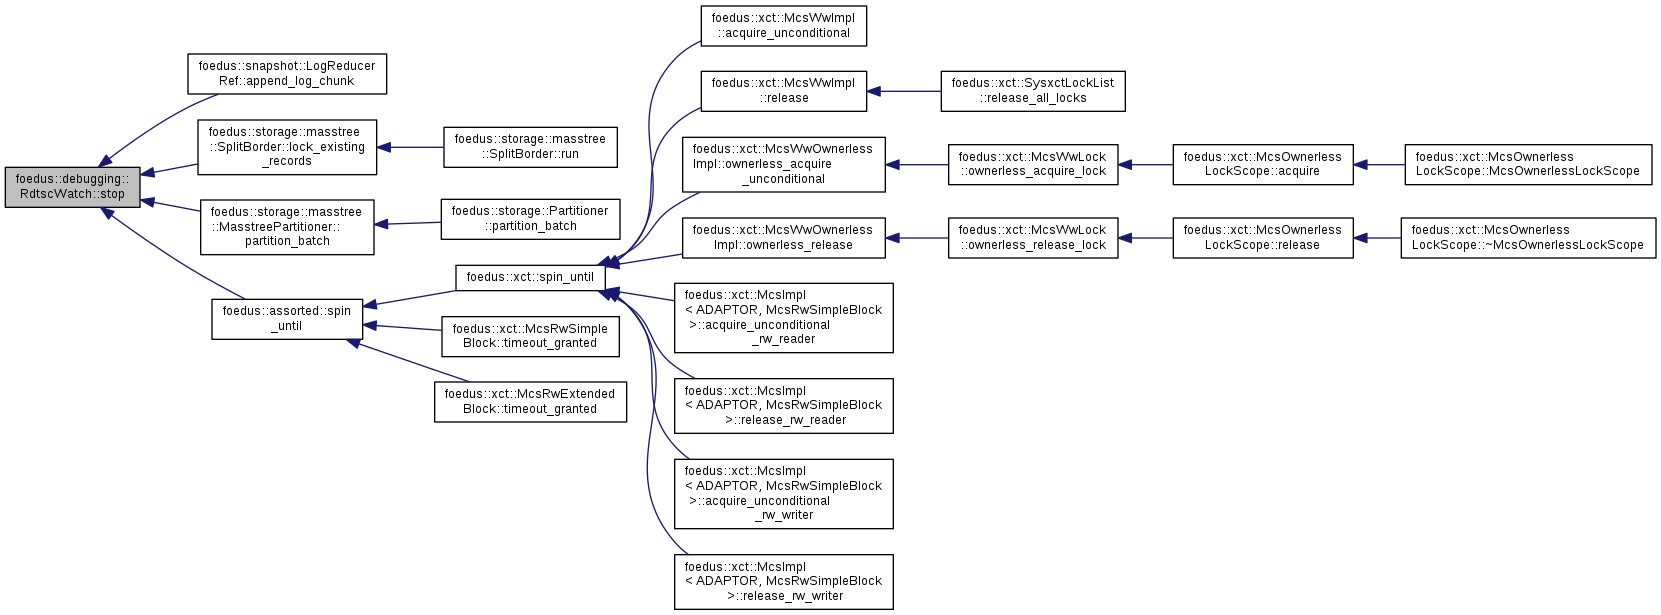 foedus::debugging::
RdtscWatch::stop
foedus::snapshot::LogReducer
Ref::append_log_chunk
foedus::storage::masstree
::SplitBorder::lock_existing
_records
foedus::storage::masstree
::SplitBorder::run
foedus::storage::masstree
::MasstreePartitioner::
partition_batch
foedus::storage::Partitioner
::partition_batch
foedus::assorted::spin
_until
foedus::xct::spin_until
foedus::xct::McsRwSimple
Block::timeout_granted
foedus::xct::McsRwExtended
Block::timeout_granted
foedus::xct::McsWwImpl
::acquire_unconditional
foedus::xct::McsWwImpl
::release
foedus::xct::SysxctLockList
::release_all_locks
foedus::xct::McsWwOwnerless
Impl::ownerless_acquire
_unconditional
foedus::xct::McsWwLock
::ownerless_acquire_lock
foedus::xct::McsOwnerless
LockScope::acquire
foedus::xct::McsOwnerless
LockScope::McsOwnerlessLockScope
foedus::xct::McsWwOwnerless
Impl::ownerless_release
foedus::xct::McsWwLock
::ownerless_release_lock
foedus::xct::McsOwnerless
LockScope::release
foedus::xct::McsOwnerless
LockScope::~McsOwnerlessLockScope
foedus::xct::McsImpl
< ADAPTOR, McsRwSimpleBlock
>::acquire_unconditional
_rw_reader
foedus::xct::McsImpl
< ADAPTOR, McsRwSimpleBlock
>::release_rw_reader
foedus::xct::McsImpl
< ADAPTOR, McsRwSimpleBlock
>::acquire_unconditional
_rw_writer
foedus::xct::McsImpl
< ADAPTOR, McsRwSimpleBlock
>::release_rw_writer